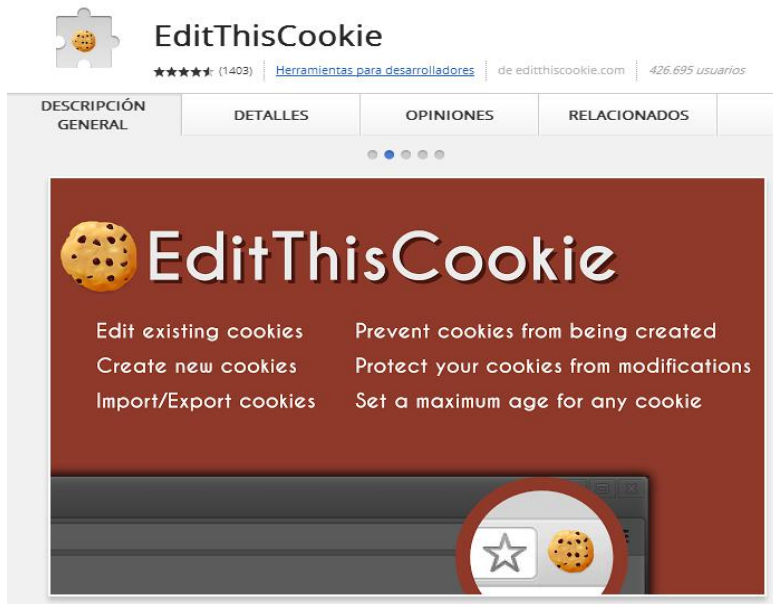 EditThisCookie
(1403) Herramientas para desarrolladores de editthiscookie.com 426.695 usuarios
DESCRIPCIÓN GENERAL
DETALLES
OPINIONES
RELACIONADOS
EditThisCookie
Edit existing cookies
Prevent cookies from being created
Create new cookies
Protect your cookies from modifications
Import/Export cookies
Set a maximum age for any cookie